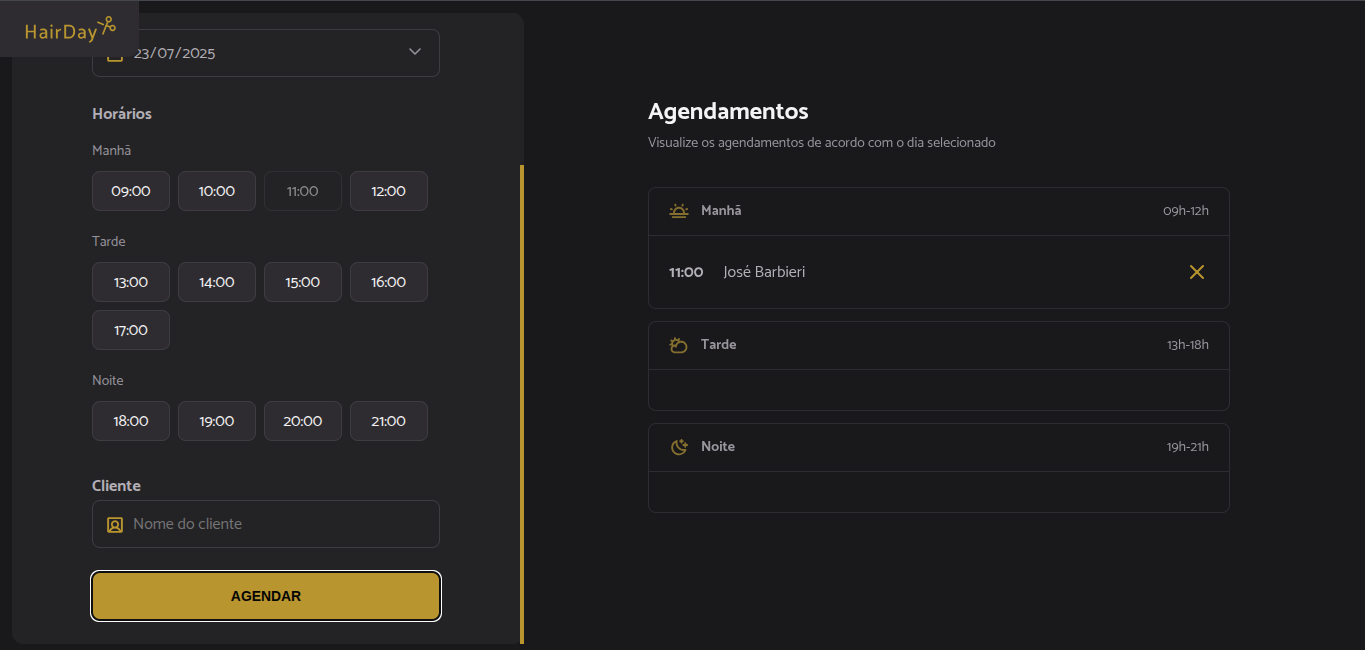 HairDay
23/07/2025
Horários
Manhã
09:00 10:00 11:00 12:00
Tarde
13:00 14:00 15:00 16:00
17:00
Noite
18:00 19:00 20:00 21:00
Cliente
Nome do cliente
AGENDAR
Agendamentos
Visualize os agendamentos de acordo com o dia selecionado
Manhã 09h-12h
11:00 José Barbieri
Tarde 13h-18h
Noite 19h-21h